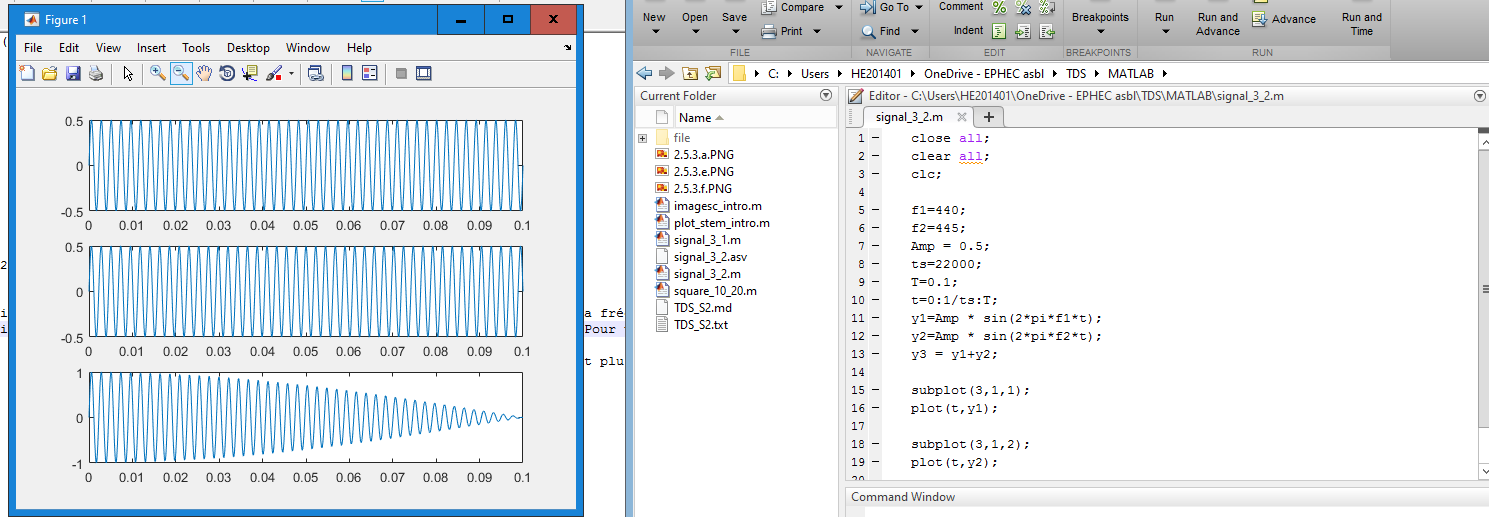 Figure 1
File Edit View Insert Tools Desktop Window Help
0.5
0
-0.5
0 0.01 0.02 0.03 0.04 0.05 0.06 0.07 0.08 0.09 0.1
0.5
0
-0.5
0 0.01 0.02 0.03 0.04 0.05 0.06 0.07 0.08 0.09 0.1
1
0
-1
0 0.01 0.02 0.03 0.04 0.05 0.06 0.07 0.08 0.09 0.1
(
2
i
i
a fré
Pour
t plu
New Open Save Compare Print
FILE
Go To Find
NAVIGATE
Comment
Indent
EDIT
Breakpoints
BREAKPOINTS
Run Run and Advance Advance Run and Time
RUN
C: Users HE201401 OneDrive - EPHEC asbl TDS MATLAB
Current Folder
Name
file
2.5.3.a.PNG
2.5.3.e.PNG
2.5.3.f.PNG
imagesc_intro.m
plot_stem_intro.m
signal_3_1.m
signal_3_2.asv
signal_3_2.m
square_10_20.m
TDS_S2.md
TDS_S2.txt
Editor - C:\Users\HE201401\OneDrive - EPHEC asbl\TDS\MATLAB\signal_3_2.m
signal_3_2.m
1 – close all;
2 – clear all;
3 – clc;
4
5 – f1=440;
6 – f2=445;
7 – Amp = 0.5;
8 – ts=22000;
9 – T=0.1;
10 – t=0:1/ts:T;
11 – y1=Amp * sin(2*pi*f1*t);
12 – y2=Amp * sin(2*pi*f2*t);
13 – y3 = y1+y2;
14
15 – subplot(3,1,1);
16 – plot(t,y1);
17
18 – subplot(3,1,2);
19 – plot(t,y2);
Command Window